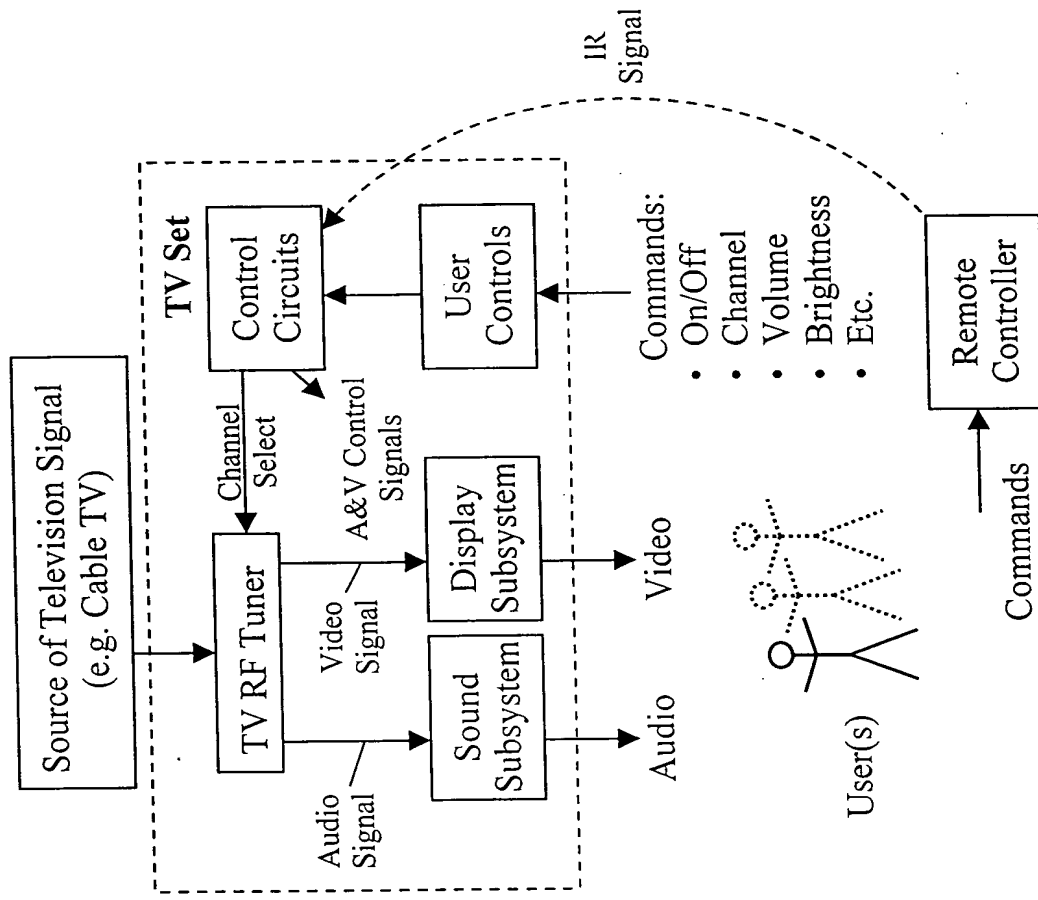 Source of Television Signal
(e.g. Cable TV)
TV Set
TV RF Tuner
Channel
Select
Control
Circuits
A&V Control
Signals
Audio
Signal
Video
Signal
Sound
Subsystem
Display
Subsystem
User
Controls
IR
Signal
Audio
Video
Commands:
• On/Off
• Channel
• Volume
• Brightness
• Etc.
User(s)
Commands
Remote
Controller